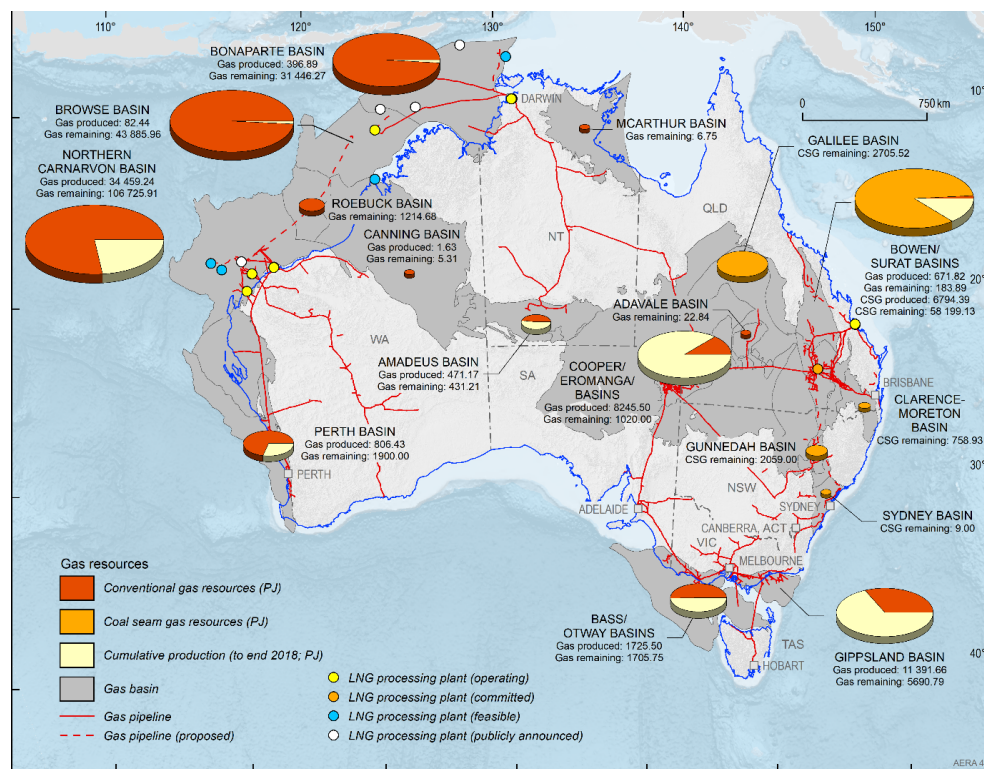 110°
120°
130°
140°
150°
BONAPARTE BASIN
Gas produced: 396.89
Gas remaining: 31 446.27
BROWSE BASIN
Gas produced: 82.44
Gas remaining: 43 885.96
NORTHERN
CARNARVON BASIN
Gas produced: 34 459.24
Gas remaining: 106 725.91
DARWIN
MCARTHUR BASIN
Gas remaining: 6.75
0
750 km
10°
GALILEE BASIN
CSG remaining: 2705.52
ROEBUCK BASIN
Gas remaining: 1214.68
CANNING BASIN
Gas produced: 1.63
Gas remaining: 5.31
NT
QLD
BOWEN/
SURAT BASINS
Gas produced: 671.82
Gas remaining: 183.89
CSG produced: 6794.39
CSG remaining: 58 199.13
20°
ADAVALE BASIN
Gas remaining: 22.84
WA
AMADEUS BASIN
Gas produced: 471.17
Gas remaining: 431.21
SA
COOPER/
EROMANGA/
BASINS
Gas produced: 8245.50
Gas remaining: 1020.00
BRISBANE
CLARENCE-
MORETON
BASIN
CSG remaining: 758.93
PERTH BASIN
Gas produced: 806.43
Gas remaining: 1900.00
PERTH
GUNNEDAH BASIN
CSG remaining: 2059.00
30°
NSW
ADELAIDE
SYDNEY
SYDNEY BASIN
CSG remaining: 9.00
CANBERRA, ACT
VIC
MELBOURNE
BASS/
OTWAY BASINS
Gas produced: 1725.50
Gas remaining: 1705.75
TAS
HOBART
GIPPSLAND BASIN
Gas produced: 11 391.66
Gas remaining: 5690.79
40°
Gas resources
Conventional gas resources (PJ)
Coal seam gas resources (PJ)
Cumulative production (to end 2018; PJ)
Gas basin
Gas pipeline
Gas pipeline (proposed)
LNG processing plant (operating)
LNG processing plant (committed)
LNG processing plant (feasible)
LNG processing plant (publicly announced)
AERA 4